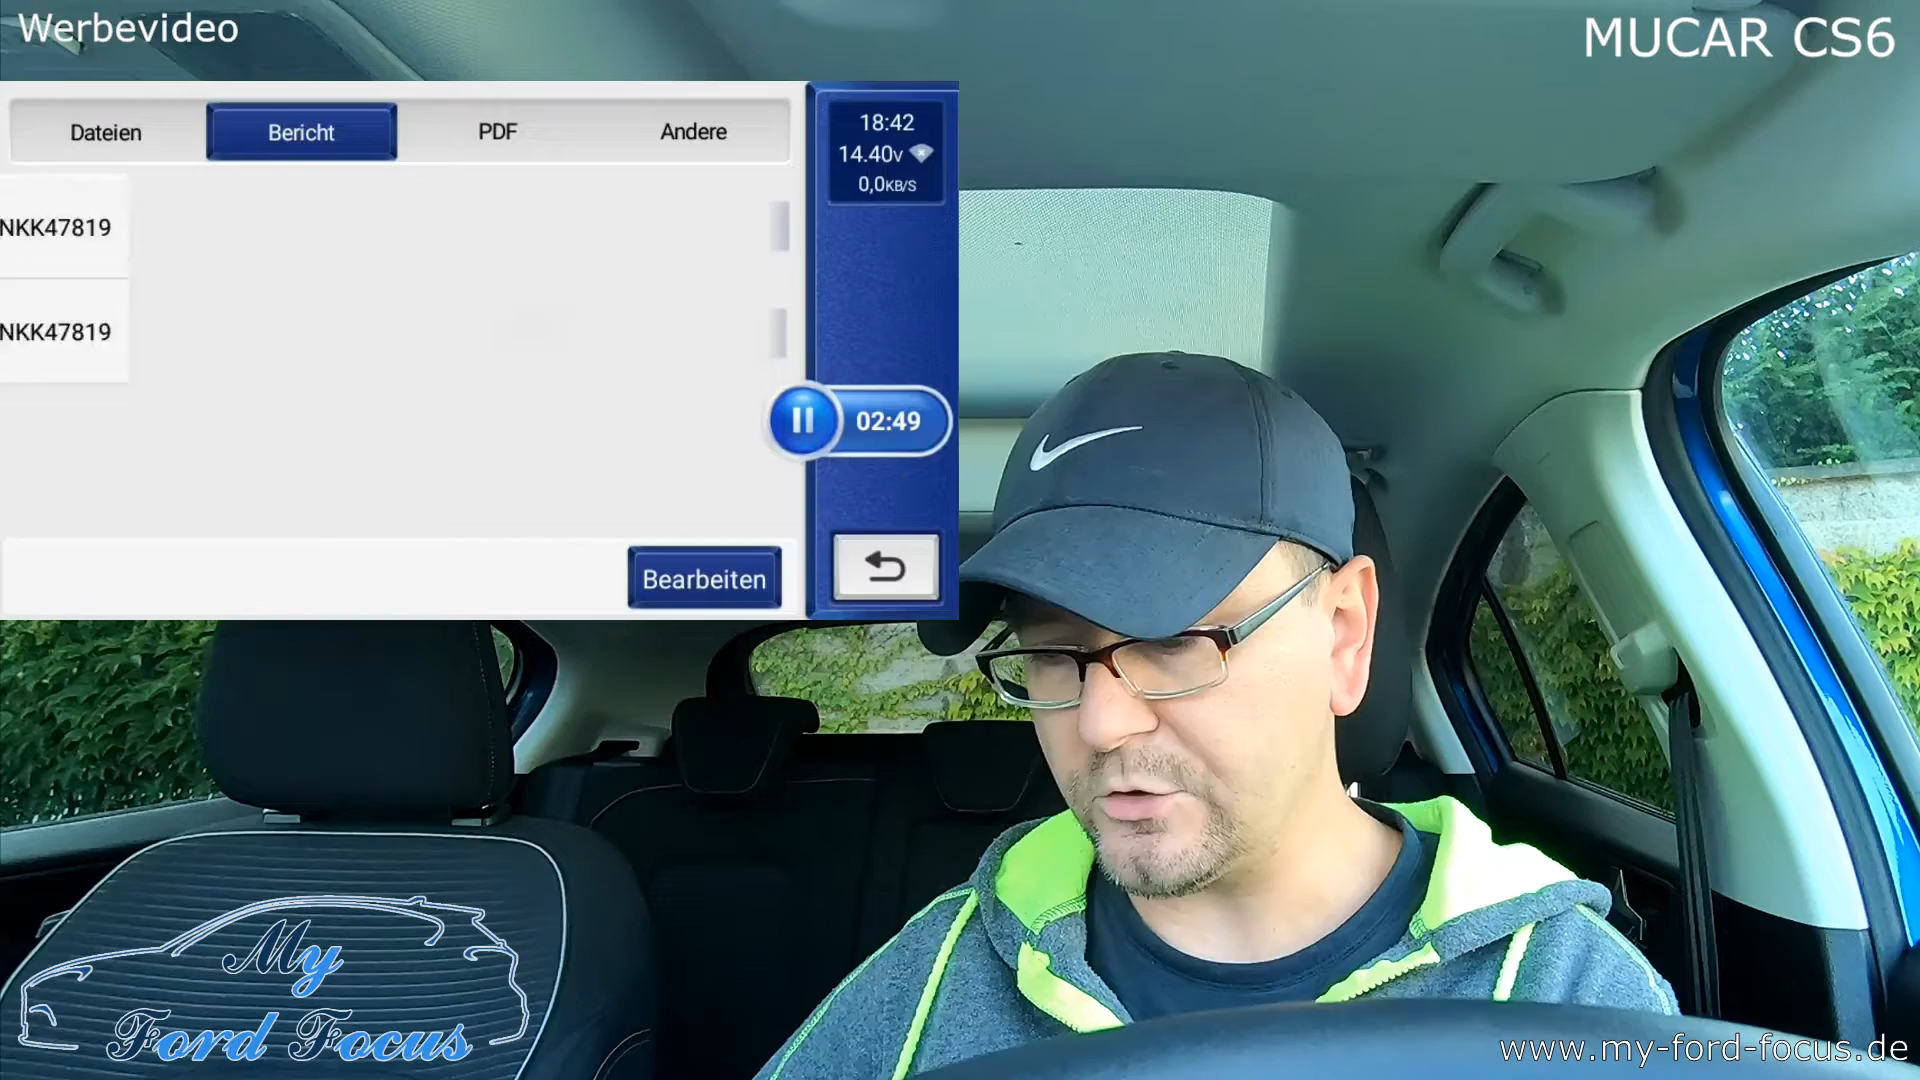 Werbevideo
MUCAR CS6
Dateien
Bericht
PDF
Andere
18:42
14.40V
0,0KB/S
NKK47819
NKK47819
02:49
Bearbeiten
My
Ford Focus
www.my-ford-focus.de